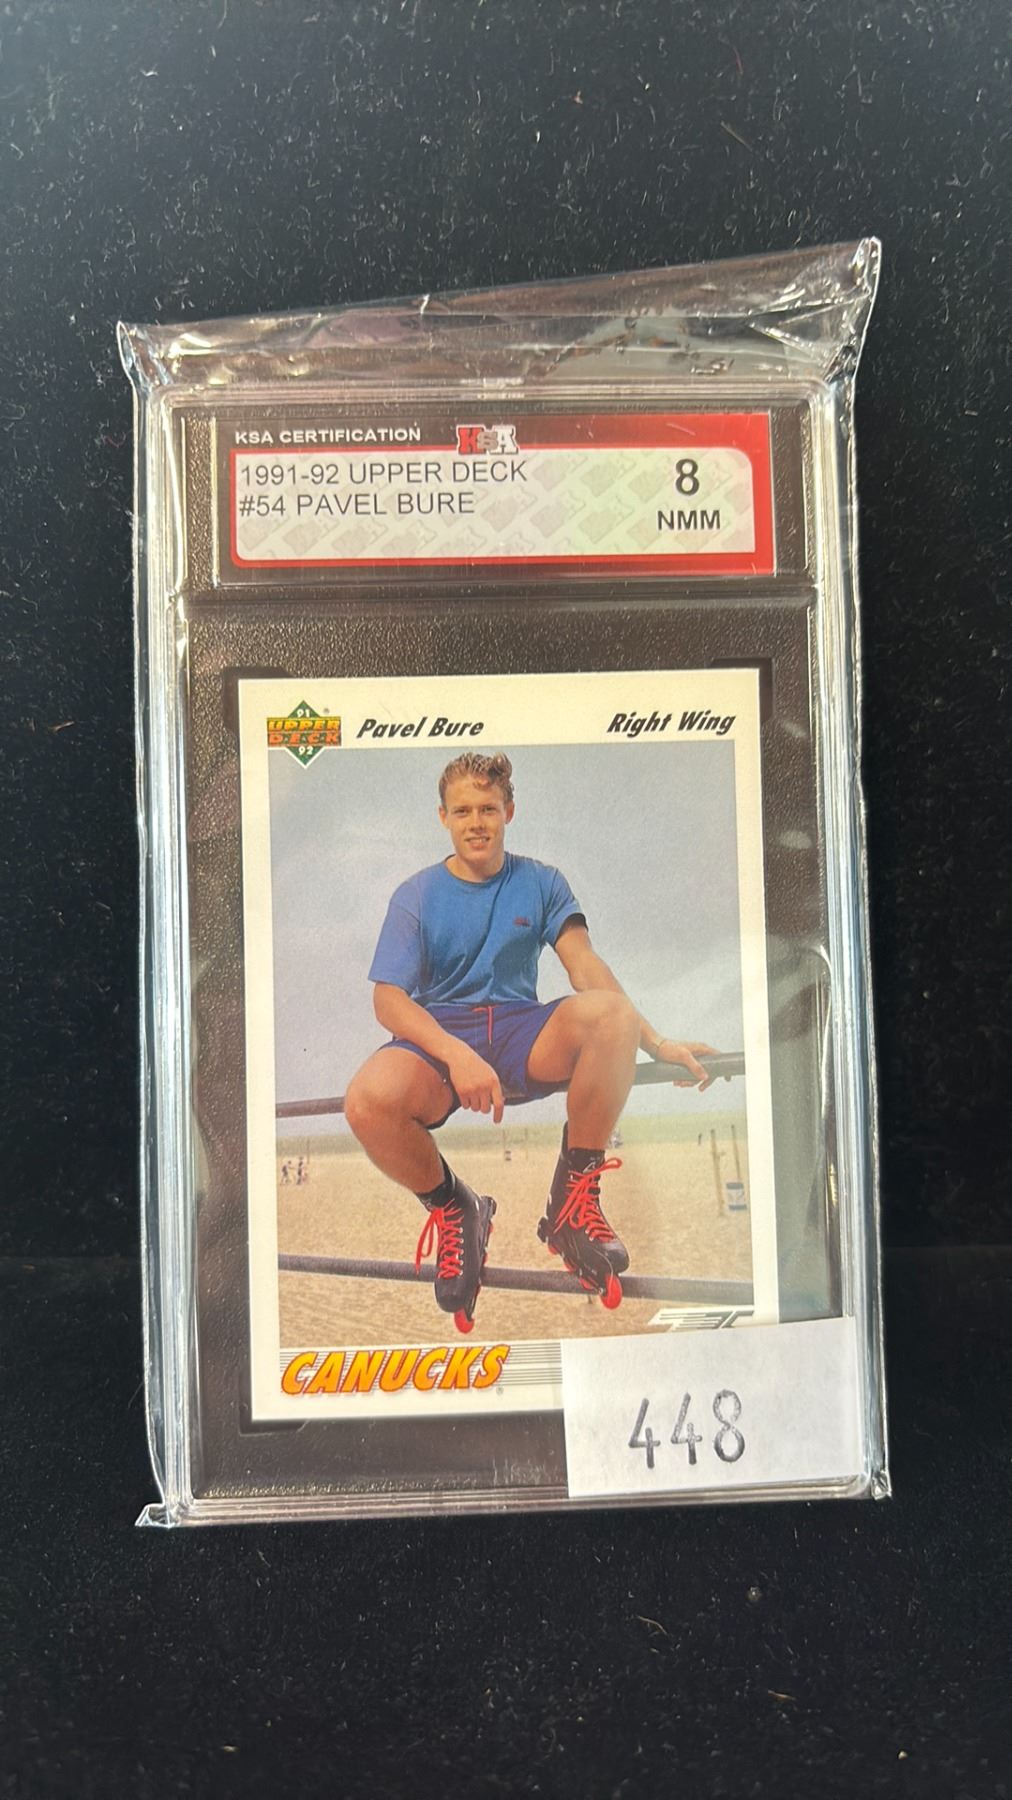 KSA CERTIFICATION KSA
1991-92 UPPER DECK
#54 PAVEL BURE
8
NMM
91
UPPER
DECK
92
Pavel Bure
Right Wing
CANUCKS
448